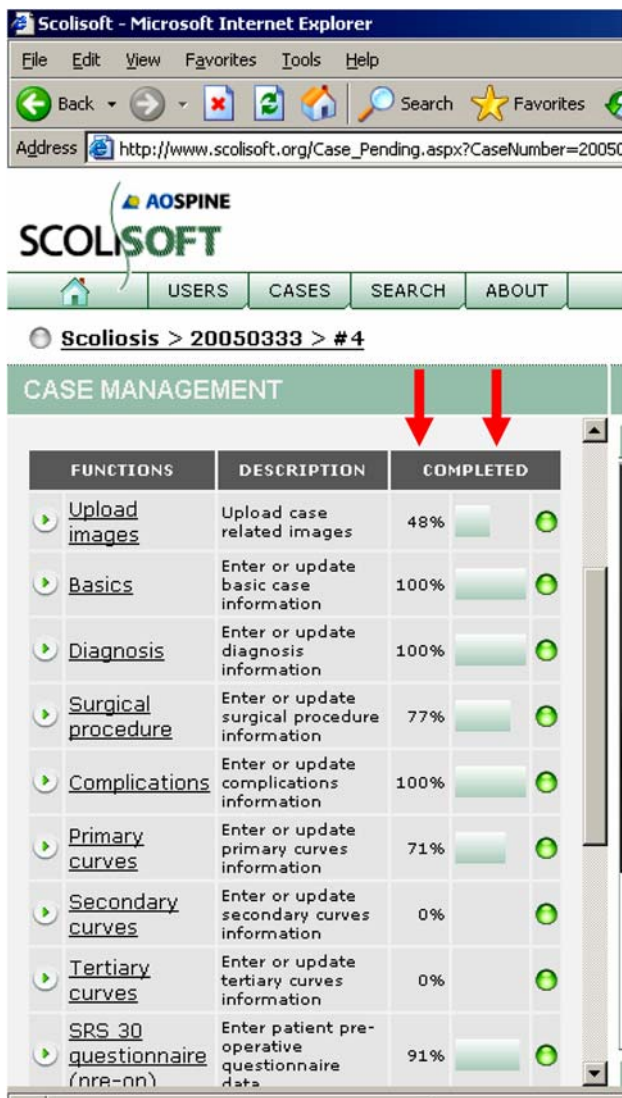 Scolisoft - Microsoft Internet Explorer
File Edit View Favorites Tools Help
Back Search Favorites
Address http://www.scolisoft.org/Case_Pending.aspx?CaseNumber=20050
AOSPINE
SCOLISOFT
USERS CASES SEARCH ABOUT
Scoliosis > 20050333 > #4
CASE MANAGEMENT
FUNCTIONS DESCRIPTION COMPLETED
Upload Upload case
images related images 48%
Enter or update
Basics basic case 100%
information
Enter or update
Diagnosis diagnosis 100%
information
Surgical Enter or update
procedure surgical procedure 77%
information
Enter or update
Complications complications 100%
information
Primary Enter or update
curves primary curves 71%
information
Secondary Enter or update
curves secondary curves 0%
information
Tertiary Enter or update
curves tertiary curves 0%
information
SRS 30 Enter patient pre-
questionnaire operative 91%
(pre-op) questionnaire
data